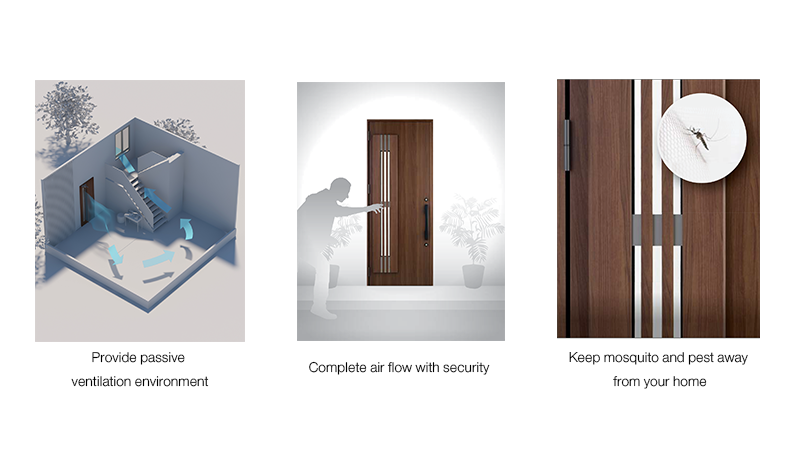 Provide passive
ventilation environment
Complete air flow with security
Keep mosquito and pest away
from your home